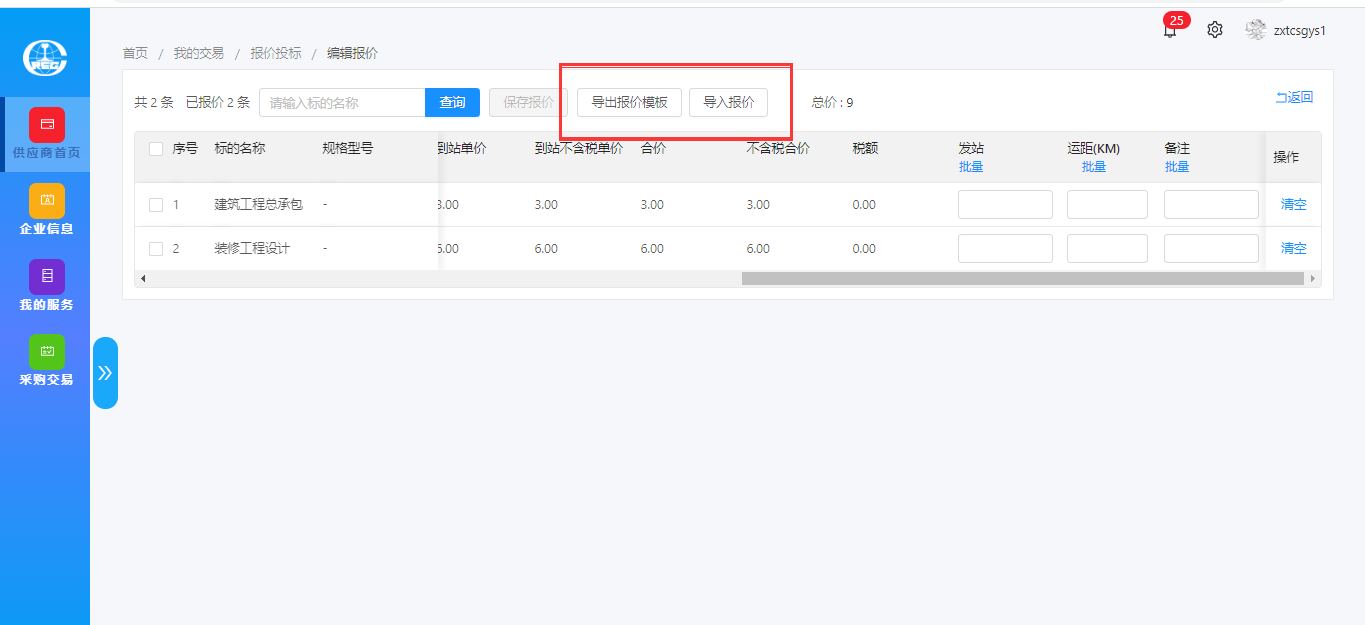 25
zxtcsgys1
首页 / 我的交易 / 报价投标 / 编辑报价
共 2 条 已报价 2 条 请输入标的名称 查询 保存报价 导出报价模板 导入报价 总价 : 9 返回
序号 标的名称 规格型号 到站单价 到站不含税单价 合价 不含税合价 税额 发站 运距(KM) 备注 操作
批量 批量 批量
1 建筑工程总承包 - 3.00 3.00 3.00 3.00 0.00 清空
2 装修工程设计 - 6.00 6.00 6.00 6.00 0.00 清空
供应商首页
企业信息
我的服务
采购交易